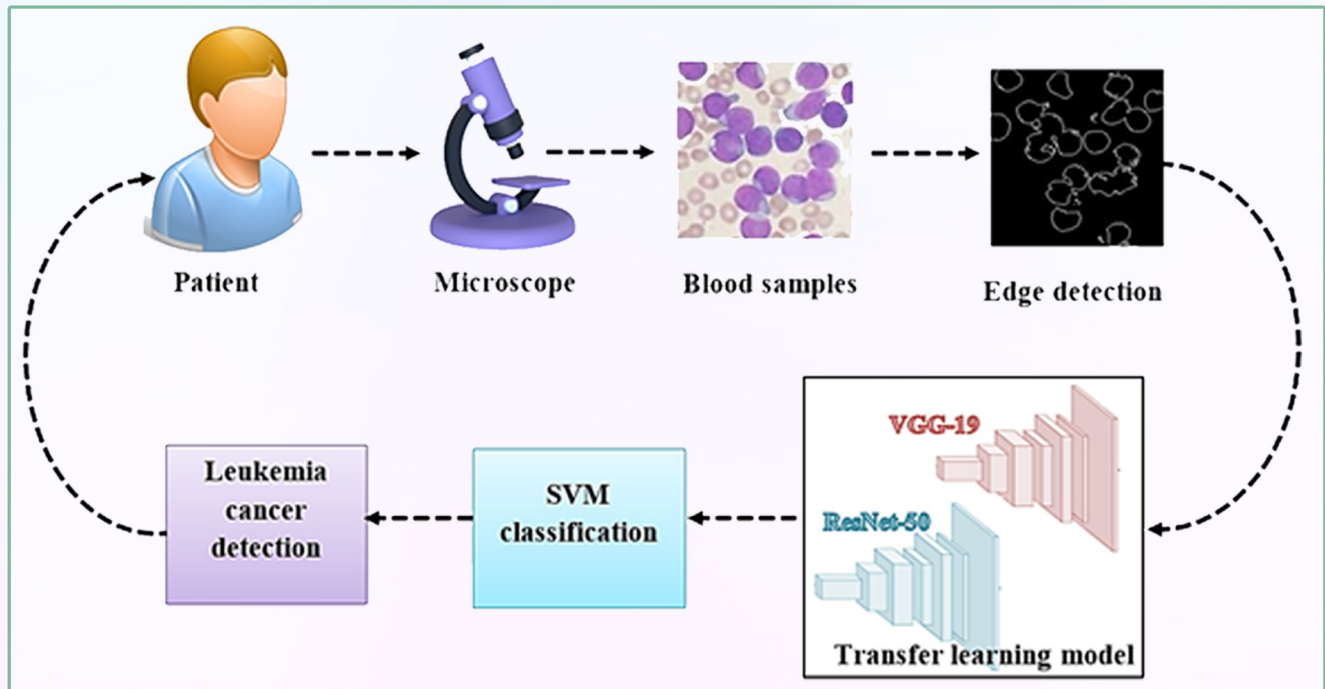 Patient
Microscope
Blood samples
Edge detection
VGG-19
ResNet-50
Transfer learning model
SVM
classification
Leukemia
cancer
detection